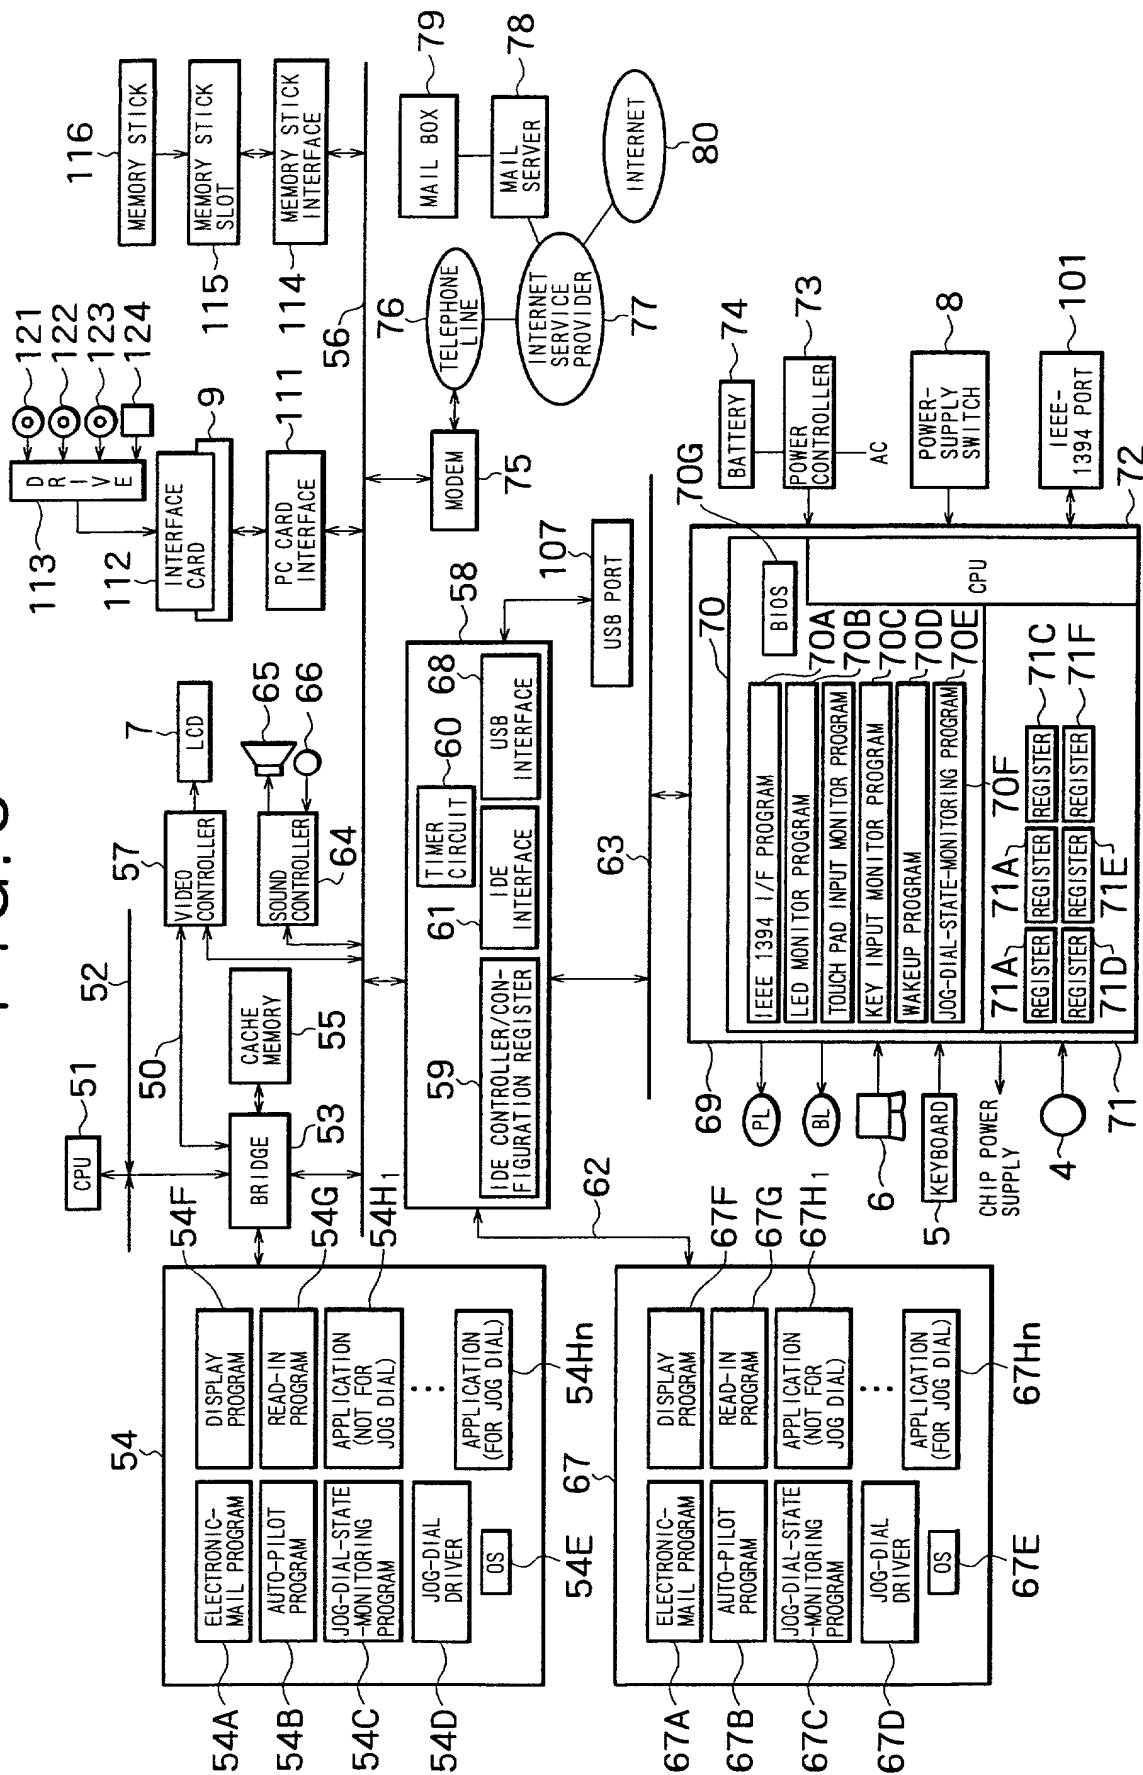 116
MEMORY STICK
MEMORY STICK
SLOT
115
MEMORY STICK
INTERFACE
114
121
122
123
124
DRIVE
113
9
INTERFACE
CARD
112
PC CARD
INTERFACE
111
56
79
MAIL BOX
78
MAIL
SERVER
INTERNET
80
76
TELEPHONE
LINE
INTERNET
SERVICE
PROVIDER
77
MODEM
75
7
LCD
65
66
57
VIDEO
CONTROLLER
SOUND
CONTROLLER
64
52
50
CACHE
MEMORY
55
51
CPU
BRIDGE
53
58
107
USB PORT
68
USB
INTERFACE
60
TIMER
CIRCUIT
61
IDE
INTERFACE
59
IDE CONTROLLER/CON-
FIGURATION REGISTER
63
62
54
54F
DISPLAY
PROGRAM
54G
READ-IN
PROGRAM
54H1
APPLICATION
(NOT FOR
JOG DIAL)
...
APPLICATION
(FOR JOG DIAL)
54Hn
ELECTRONIC-
MAIL PROGRAM
54A
AUTO-PILOT
PROGRAM
54B
JOG-DIAL-STATE
-MONITORING
PROGRAM
54C
JOG-DIAL
DRIVER
54D
OS
54E
67
67F
DISPLAY
PROGRAM
67G
READ-IN
PROGRAM
67H1
APPLICATION
(NOT FOR
JOG DIAL)
...
APPLICATION
(FOR JOG DIAL)
67Hn
ELECTRONIC-
MAIL PROGRAM
67A
AUTO-PILOT
PROGRAM
67B
JOG-DIAL-STATE
-MONITORING
PROGRAM
67C
JOG-DIAL
DRIVER
67D
OS
67E
74
BATTERY
73
POWER
CONTROLLER
AC
8
POWER-
SUPPLY
SWITCH
101
IEEE-
1394 PORT
72
70
70G
BIOS
CPU
IEEE 1394 I/F PROGRAM
70A
LED MONITOR PROGRAM
70B
TOUCH PAD INPUT MONITOR PROGRAM
70C
KEY INPUT MONITOR PROGRAM
70D
WAKEUP PROGRAM
70E
JOG-DIAL-STATE-MONITORING PROGRAM
70F
71A
REGISTER
71A
REGISTER
71C
REGISTER
71D
REGISTER
71E
REGISTER
71F
REGISTER
69
PL
BL
6
KEYBOARD
5
CHIP POWER
SUPPLY
4
71